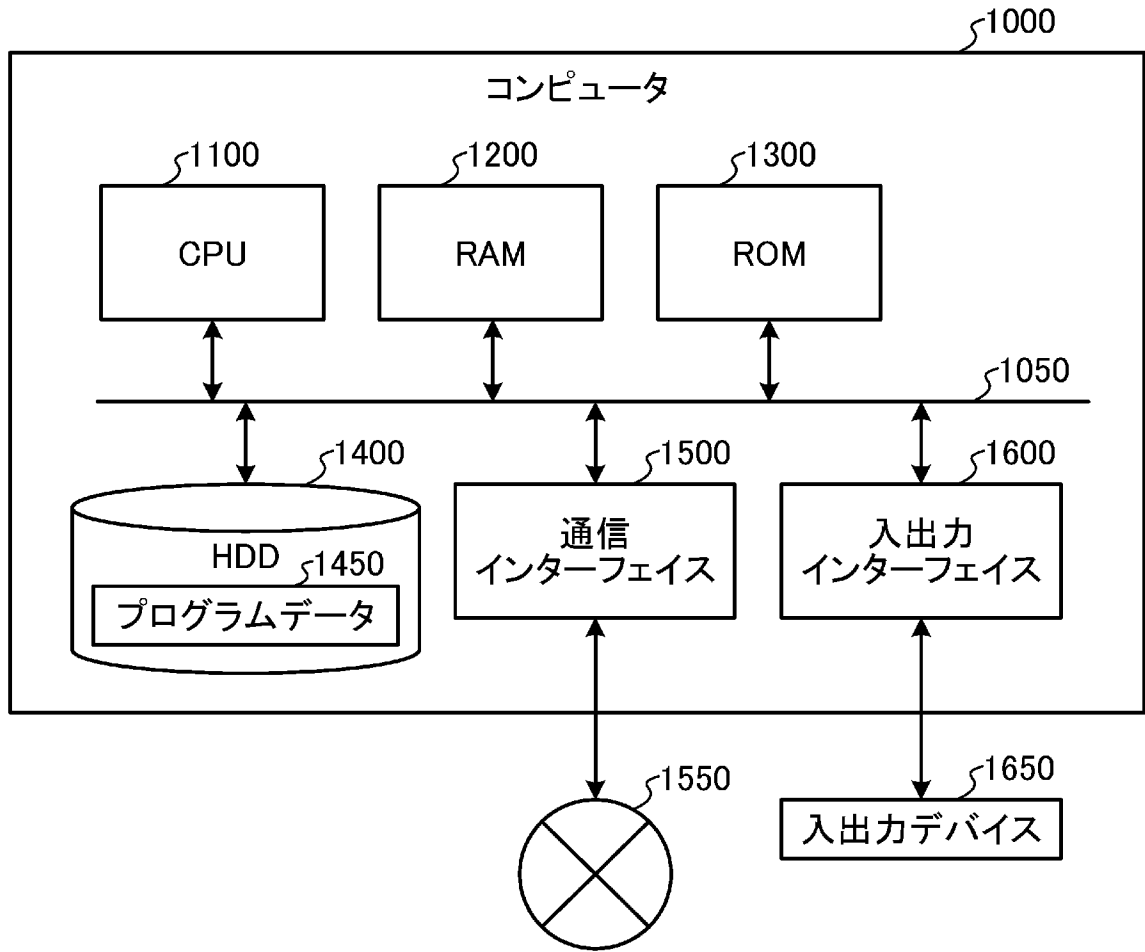 1000
コンピュータ
1100
1200
1300
CPU
RAM
ROM
1050
1400
1500
1600
HDD
1450
プログラムデータ
通信
インターフェイス
入出力
インターフェイス
1550
1650
入出力デバイス